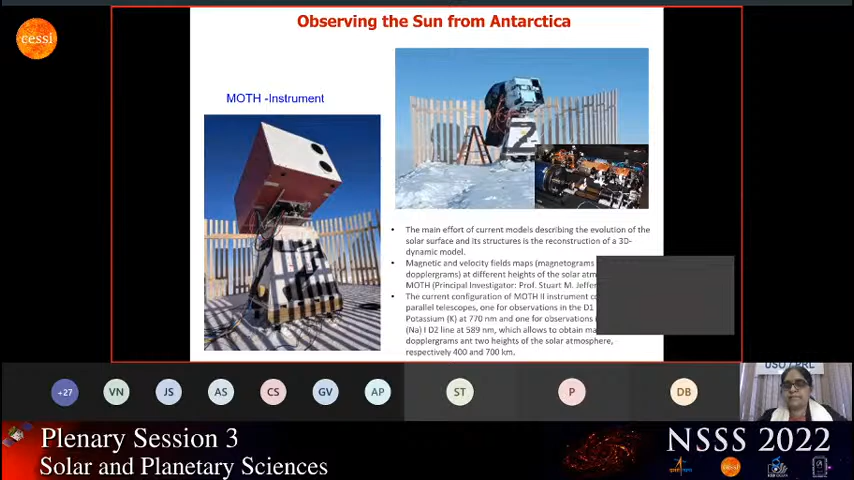 Observing the Sun from Antarctica
cessi
MOTH -Instrument
2
• The main effort of current models describing the evolution of the
solar surface and its structures is the reconstruction of a 3D-
dynamic model.
• Magnetic and velocity fields maps (magnetograms
dopplergrams) at different heights of the solar
MOTH (Principal Investigator: Prof. Stuart M.
• The current configuration of MOTH II instrument
parallel telescopes, one for observations in the D1
Potassium (K) at 770 nm and one for observations
(Na) I D2 line at 589 nm, which allows to obtain
dopplergrams ant two heights of the solar atmosphere,
respectively 400 and 700 km.
+27
VN
JS
AS
CS
GV
AP
ST
P
DB
USO / PRL
Plenary Session 3
Solar and Planetary Sciences
NSSS 2022
cessi